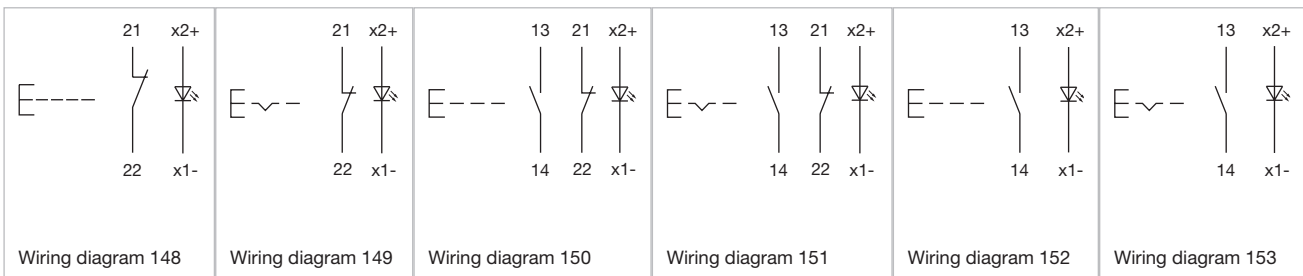 21 x2+
22 x1-
Wiring diagram 148
21 x2+
22 x1-
Wiring diagram 149
13 21 x2+
14 22 x1-
Wiring diagram 150
13 21 x2+
14 22 x1-
Wiring diagram 151
13 x2+
14 x1-
Wiring diagram 152
13 x2+
14 x1-
Wiring diagram 153